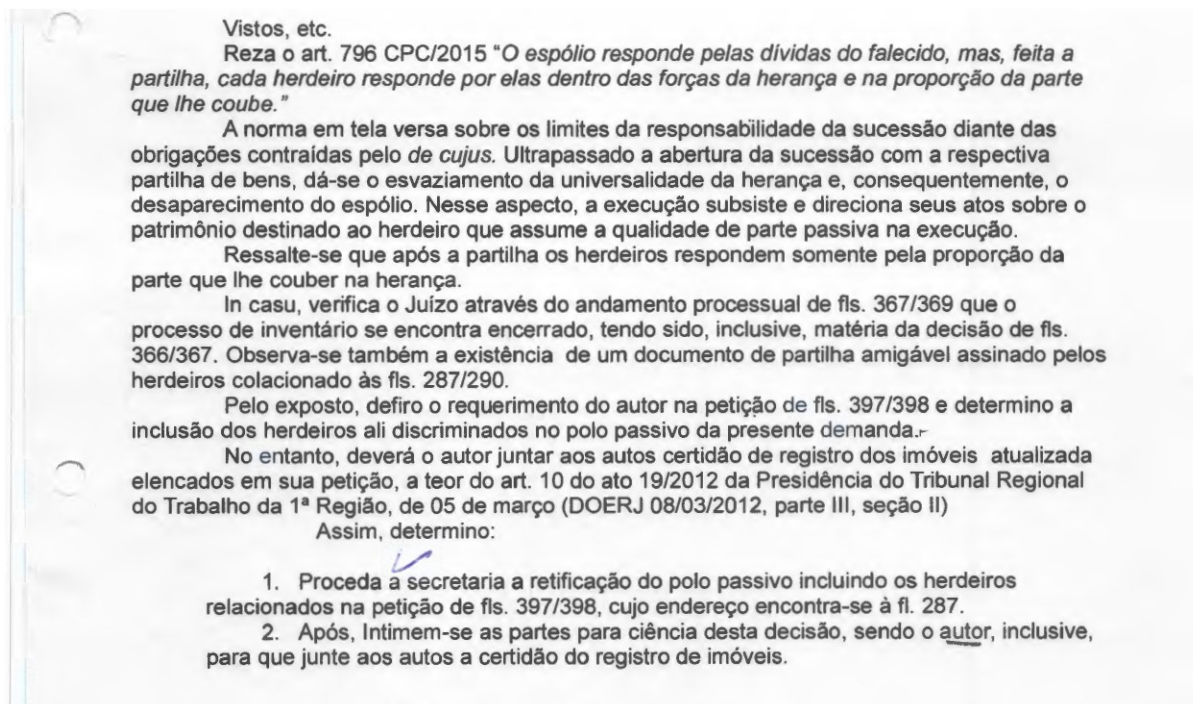 Vistos, etc.
Reza o art. 796 CPC/2015 "O espólio responde pelas dívidas do falecido, mas, feita a
partilha, cada herdeiro responde por elas dentro das forças da herança e na proporção da parte
que lhe coube."
A norma em tela versa sobre os limites da responsabilidade da sucessão diante das
obrigações contraídas pelo de cujus. Ultrapassado a abertura da sucessão com a respectiva
partilha de bens, dá-se o esvaziamento da universalidade da herança e, consequentemente, o
desaparecimento do espólio. Nesse aspecto, a execução subsiste e direciona seus atos sobre o
patrimônio destinado ao herdeiro que assume a qualidade de parte passiva na execução.
Ressalte-se que após a partilha os herdeiros respondem somente pela proporção da
parte que lhe couber na herança.
In casu, verifica o Juízo através do andamento processual de fls. 367/369 que o
processo de inventário se encontra encerrado, tendo sido, inclusive, matéria da decisão de fls.
366/367. Observa-se também a existência de um documento de partilha amigável assinado pelos
herdeiros colacionado às fls. 287/290.
Pelo exposto, defiro o requerimento do autor na petição de fls. 397/398 e determino a
inclusão dos herdeiros ali discriminados no polo passivo da presente demanda.
No entanto, deverá o autor juntar aos autos certidão de registro dos imóveis atualizada
elencados em sua petição, a teor do art. 10 do ato 19/2012 da Presidência do Tribunal Regional
do Trabalho da 1ª Região, de 05 de março (DOERJ 08/03/2012, parte III, seção II)
Assim, determino:
1. Proceda a secretaria a retificação do polo passivo incluindo os herdeiros
relacionados na petição de fls. 397/398, cujo endereço encontra-se à fl. 287.
2. Após, Intimem-se as partes para ciência desta decisão, sendo o autor, inclusive,
para que junte aos autos a certidão do registro de imóveis.